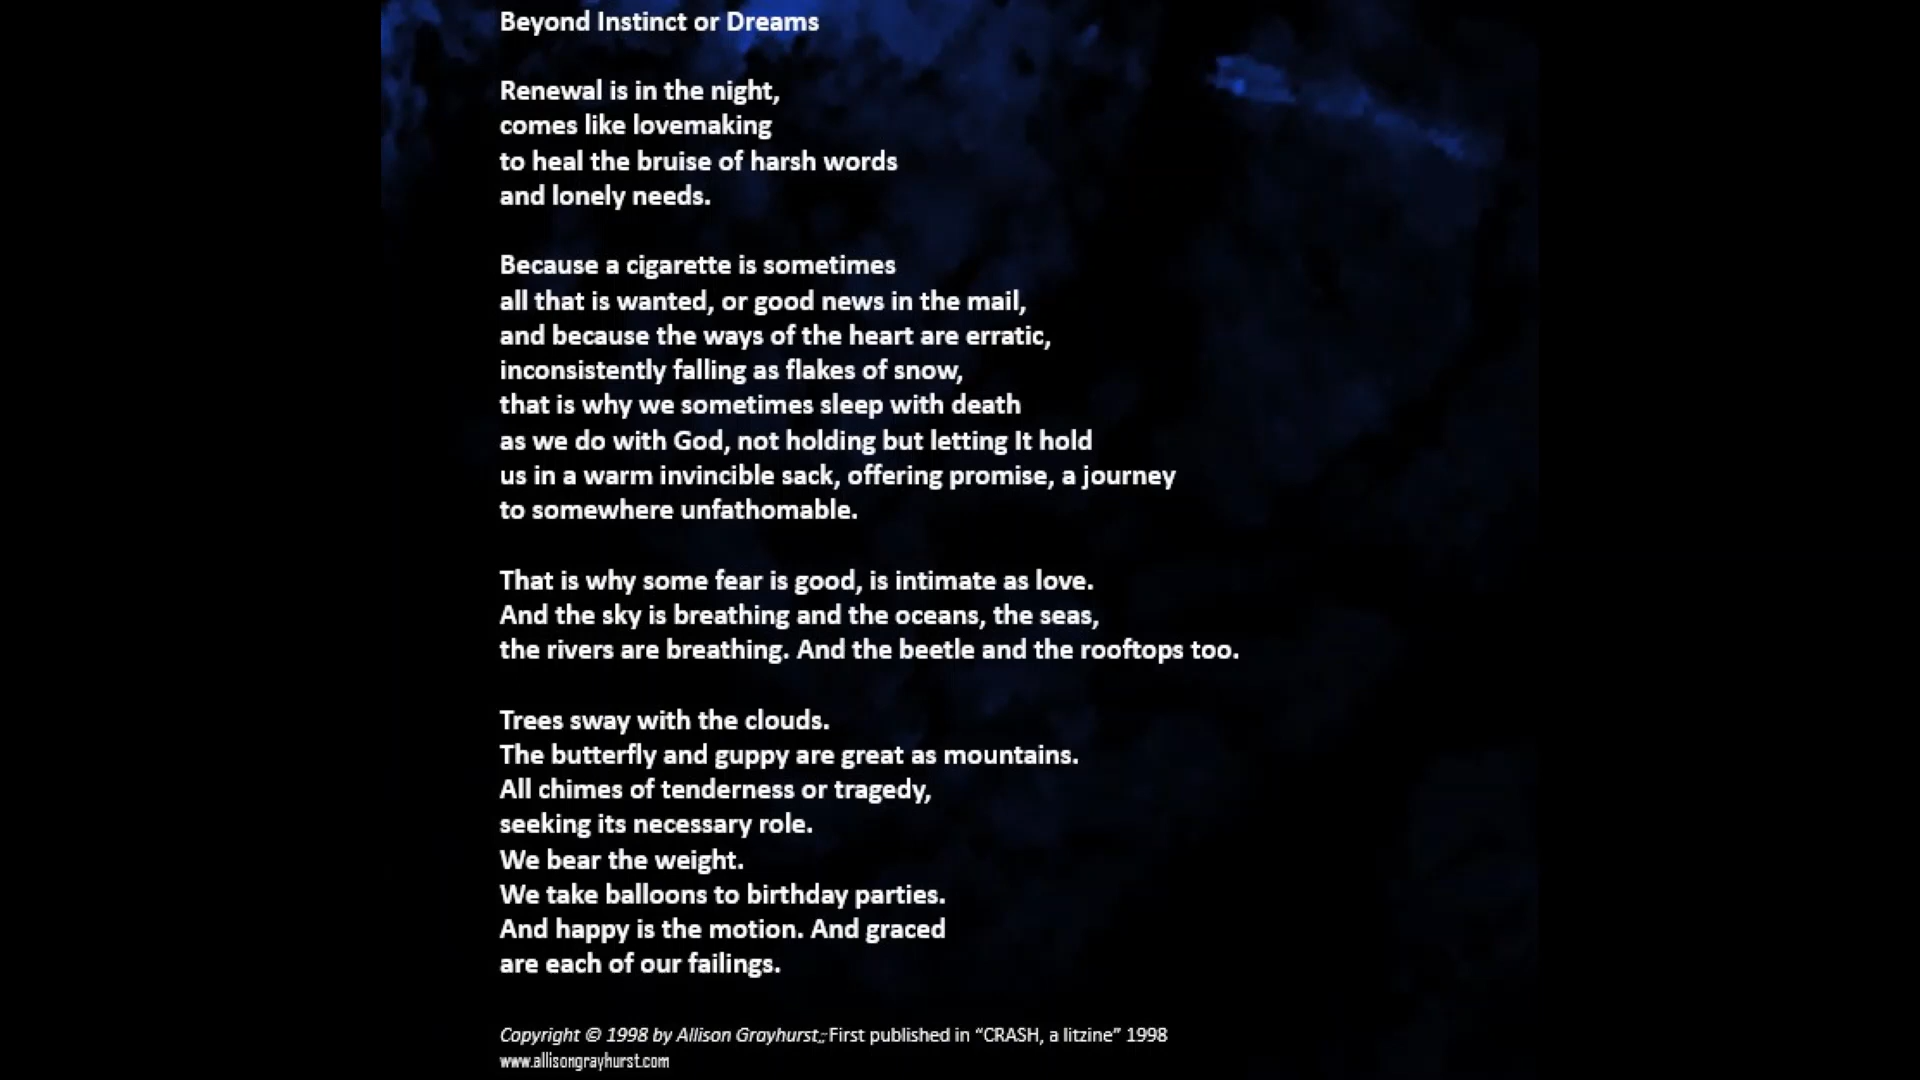 Beyond Instinct or Dreams
Renewal is in the night,
comes like lovemaking
to heal the bruise of harsh words
and lonely needs.
Because a cigarette is sometimes
all that is wanted, or good news in the mail,
and because the ways of the heart are erratic,
inconsistently falling as flakes of snow,
that is why we sometimes sleep with death
as we do with God, not holding but letting It hold
us in a warm invincible sack, offering promise, a journey
to somewhere unfathomable.
That is why some fear is good, is intimate as love.
And the sky is breathing and the oceans, the seas,
the rivers are breathing. And the beetle and the rooftops too.
Trees sway with the clouds.
The butterfly and guppy are great as mountains.
All chimes of tenderness or tragedy,
seeking its necessary role.
We bear the weight.
We take balloons to birthday parties.
And happy is the motion. And graced
are each of our failings.
Copyright © 1998 by Allison Grayhurst,; First published in “CRASH, a litzine” 1998
www.allisongrayhurst.com